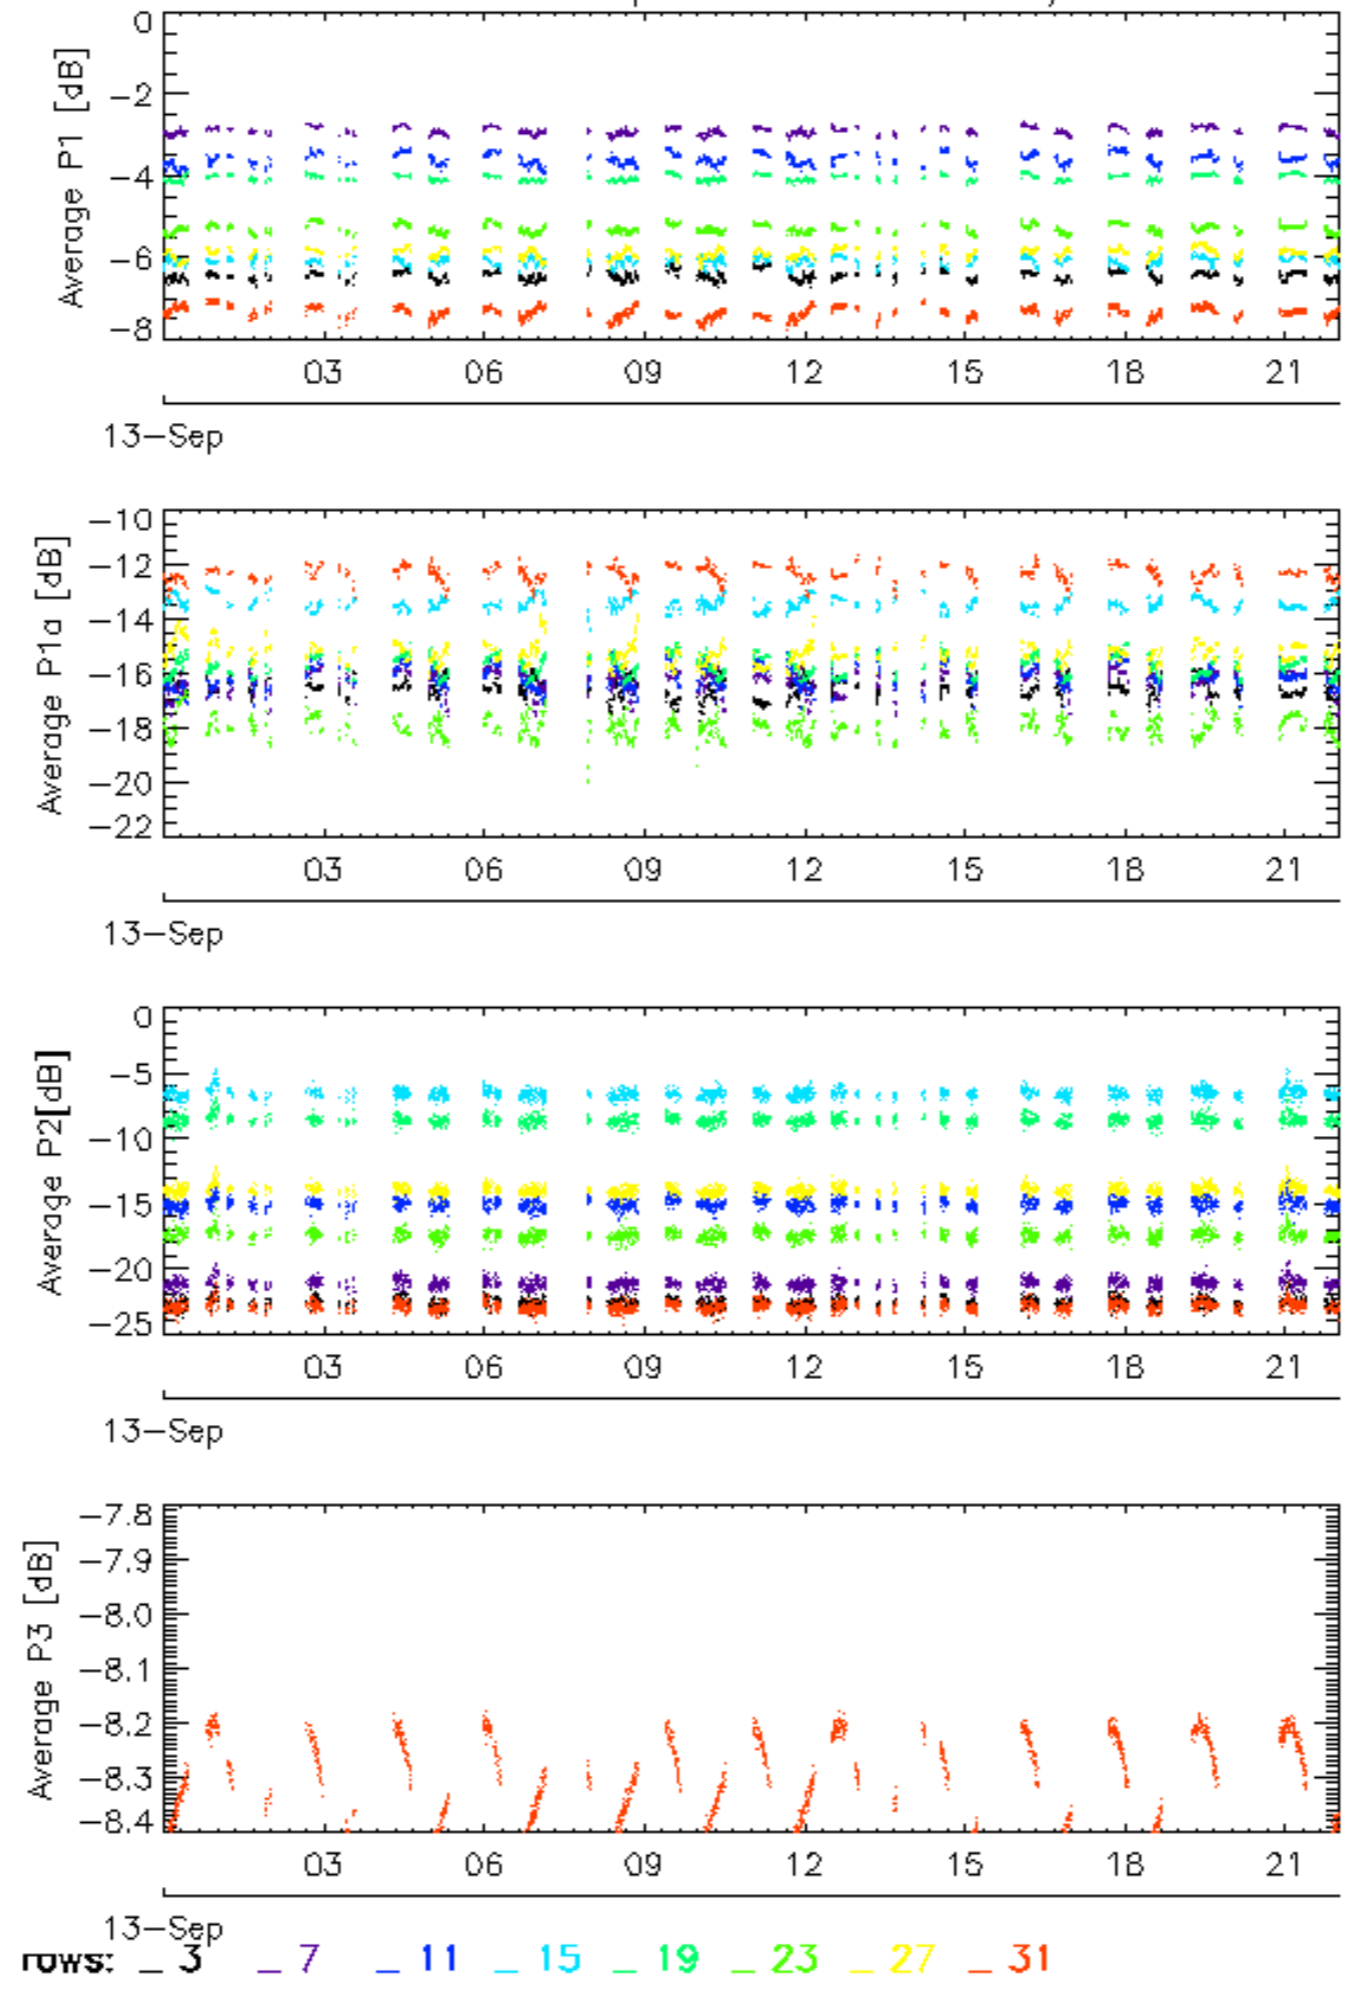 Average P1 [dB]
0
−2
−4
−6
−8
03 06 09 12 15 18 21
13−Sep
Average P1a [dB]
−10
−12
−14
−16
−18
−20
−22
03 06 09 12 15 18 21
13−Sep
Average P2[dB]
0
−5
−10
−15
−20
−25
03 06 09 12 15 18 21
13−Sep
Average P3 [dB]
−7.8
−7.9
−8.0
−8.1
−8.2
−8.3
−8.4
03 06 09 12 15 18 21
13−Sep
rows: _ 3 _ 7 _ 11 _ 15 _ 19 _ 23 _ 27 _ 31